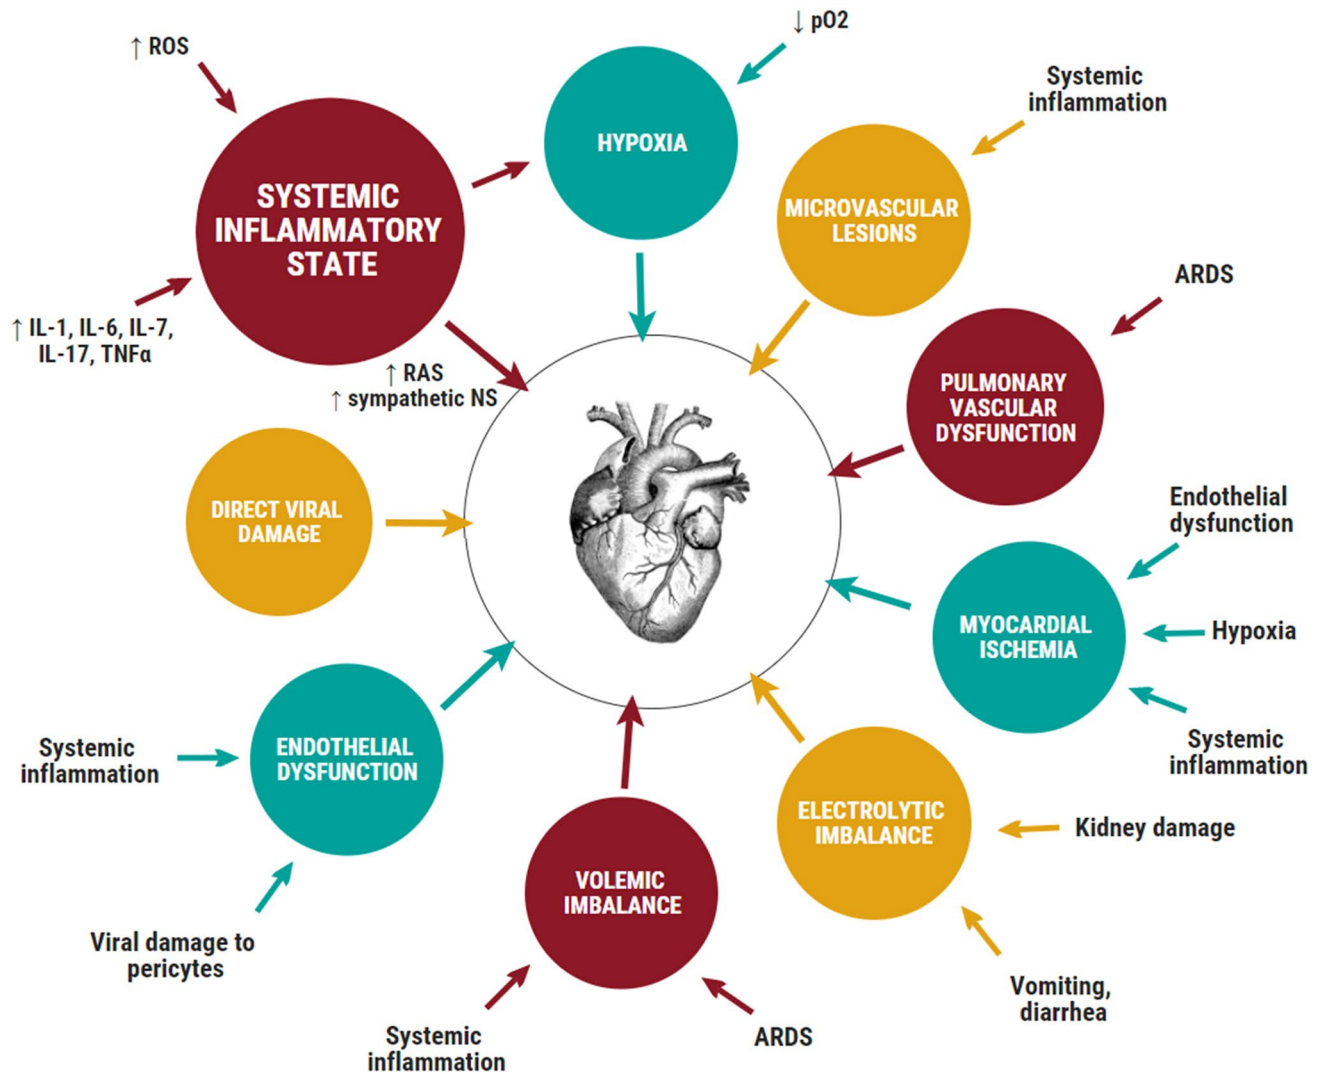 ↑ ROS
SYSTEMIC
INFLAMMATORY
STATE
↑ IL-1, IL-6, IL-7,
IL-17, TNFα
↑ RAS
↑ sympathetic NS
↓ pO2
HYPOXIA
Systemic
inflammation
MICROVASCULAR
LESIONS
ARDS
PULMONARY
VASCULAR
DYSFUNCTION
Endothelial
dysfunction
MYOCARDIAL
ISCHEMIA
Hypoxia
Systemic
inflammation
ELECTROLYTIC
IMBALANCE
Kidney damage
Vomiting,
diarrhea
VOLEMIC
IMBALANCE
Systemic
inflammation
ARDS
ENDOTHELIAL
DYSFUNCTION
Systemic
inflammation
Viral damage to
pericytes
DIRECT VIRAL
DAMAGE